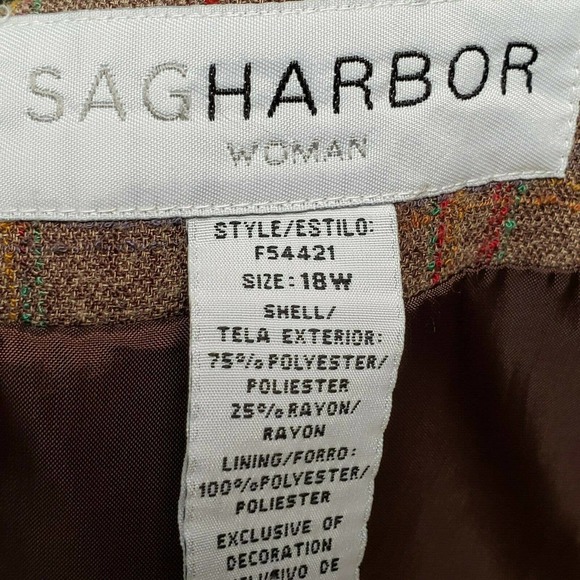 SAGHARBOR
WOMAN
STYLE/ESTILO:
F54421
SIZE: 18W
SHELL/
TELA EXTERIOR:
75%POLYESTER/
POLIESTER
25%RAYON/
RAYON
LINING/FORRO:
100%POLYESTER/
POLIESTER
EXCLUSIVE OF
DECORATION
DE